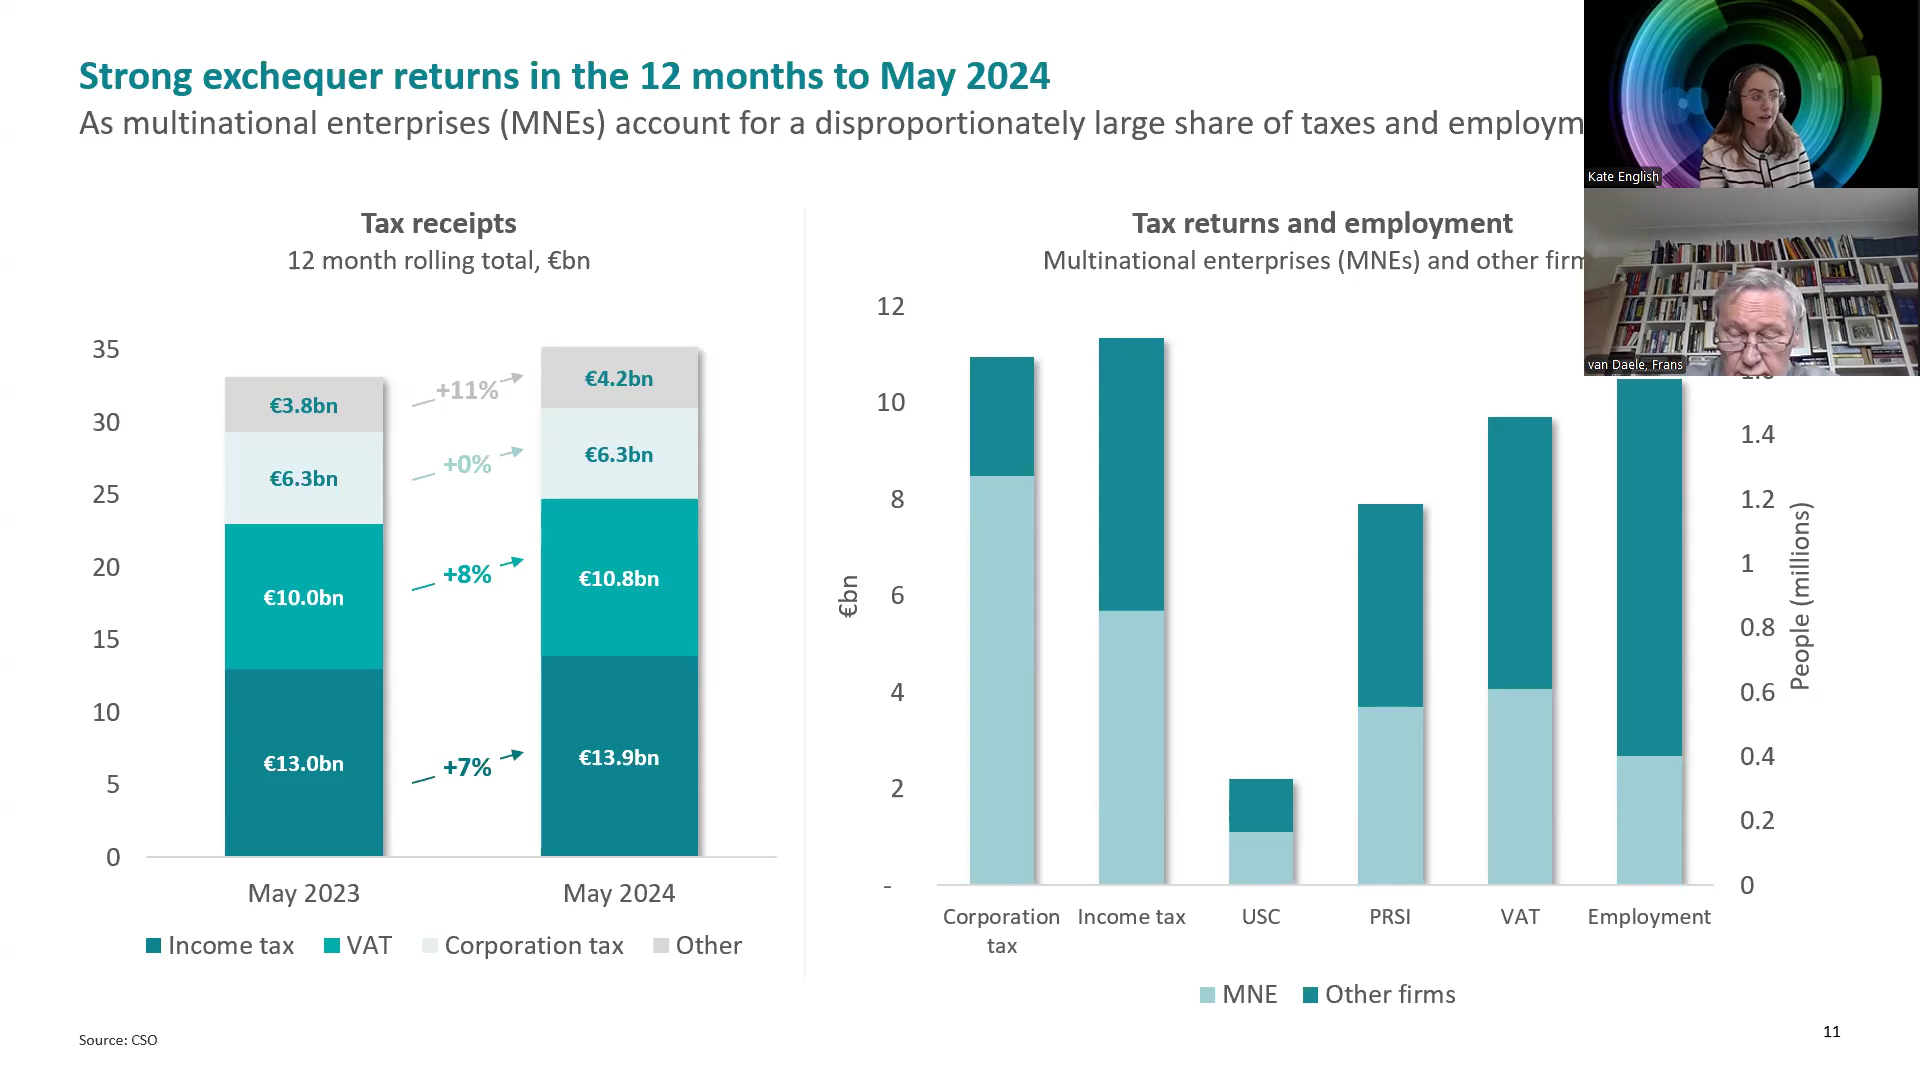 Strong exchequer returns in the 12 months to May 2024
As multinational enterprises (MNEs) account for a disproportionately large share of taxes and
Kate English
van Daele, Frans
Tax receipts
12 month rolling total, €bn
35
30
25
20
15
10
5
0
€3.8bn
€6.3bn
€10.0bn
€13.0bn
+11%
+0%
+8%
+7%
€4.2bn
€6.3bn
€10.8bn
€13.9bn
May 2023
May 2024
Income tax
VAT
Corporation tax
Other
Tax returns and employment
Multinational enterprises (MNEs) and other
€bn
12
10
8
6
4
2
-
1.4
1.2
1
0.8
0.6
0.4
0.2
0
People (millions)
Corporation
tax
Income tax
USC
PRSI
VAT
Employment
MNE
Other firms
Source: CSO
11